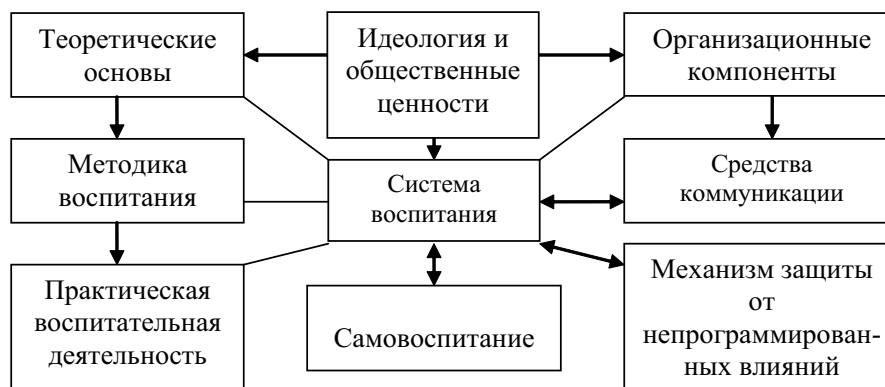 Теоретические
основы
Идеология и
общественные
ценности
Организационные
компоненты
Методика
воспитания
Система
воспитания
Средства
коммуникации
Практическая
воспитательная
деятельность
Самовоспитание
Механизм защиты
от
непрограммирован-
ных влияний